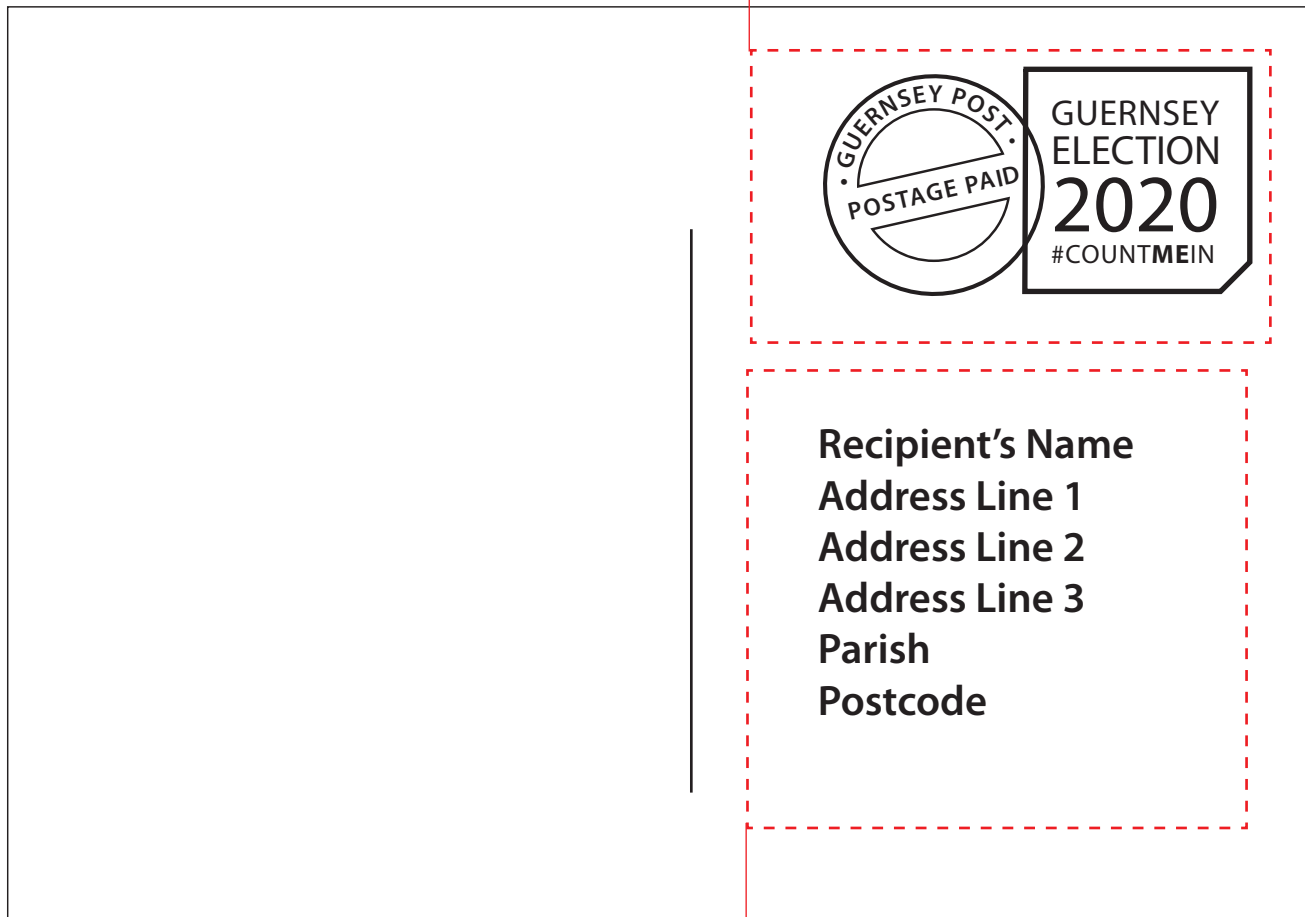 • GUERNSEY POST •
POSTAGE PAID
GUERNSEY
ELECTION
2020
#COUNTMEIN
Recipient's Name
Address Line 1
Address Line 2
Address Line 3
Parish
Postcode